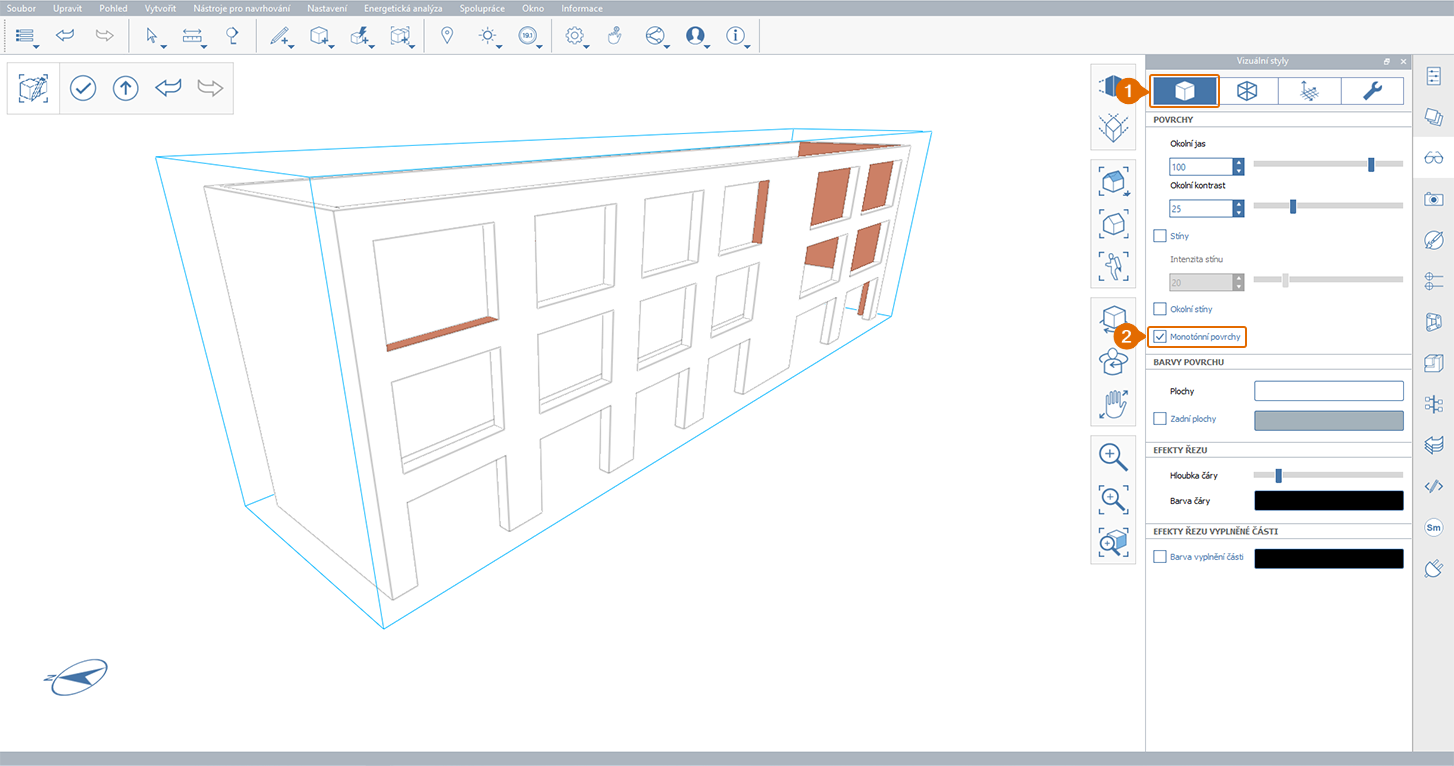 Soubor Upravit Pohled Vytvořit Nástroje pro navrhování Nastavení Energetická analýza Spolupráce Okno Informace
191
Vizuální styly
1
POVRCHY
Okolní jas
100
Okolní kontrast
25
Stíny
Intenzita stínu
20
Okolní stíny
2
Monotónní povrchy
BARVY POVRCHU
Plochy
Zadní plochy
EFEKTY ŘEZU
Hloubka čáry
Barva čáry
Sm
EFEKTY ŘEZU VYPLNĚNÉ ČÁSTI
Barva vyplnění části
N